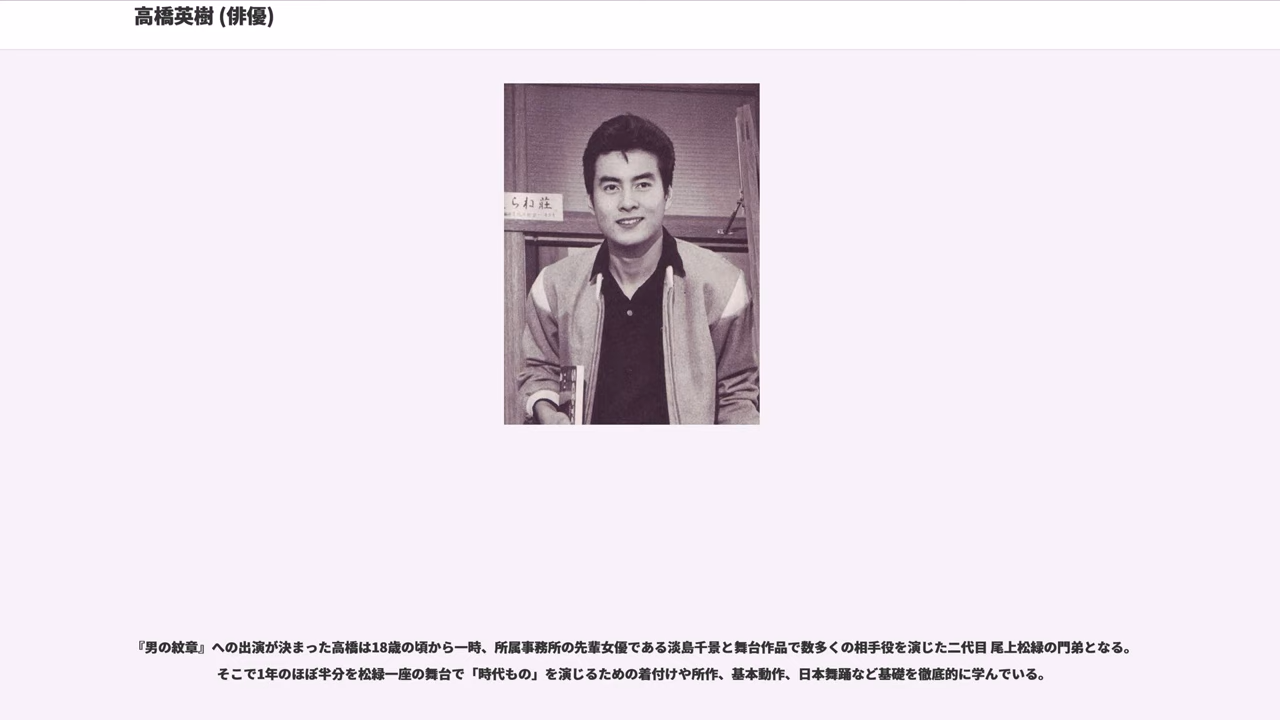 高橋英樹 (俳優)
らね荘
『男の紋章』への出演が決まった高橋は18歳の頃から一時、所属事務所の先輩女優である淡島千景と舞台作品で数多くの相手役を演じた二代目 尾上松緑の門弟となる。
そこで1年のほぼ半分を松緑一座の舞台で「時代もの」を演じるための着付けや所作、基本動作、日本舞踊など基礎を徹底的に学んでいる。